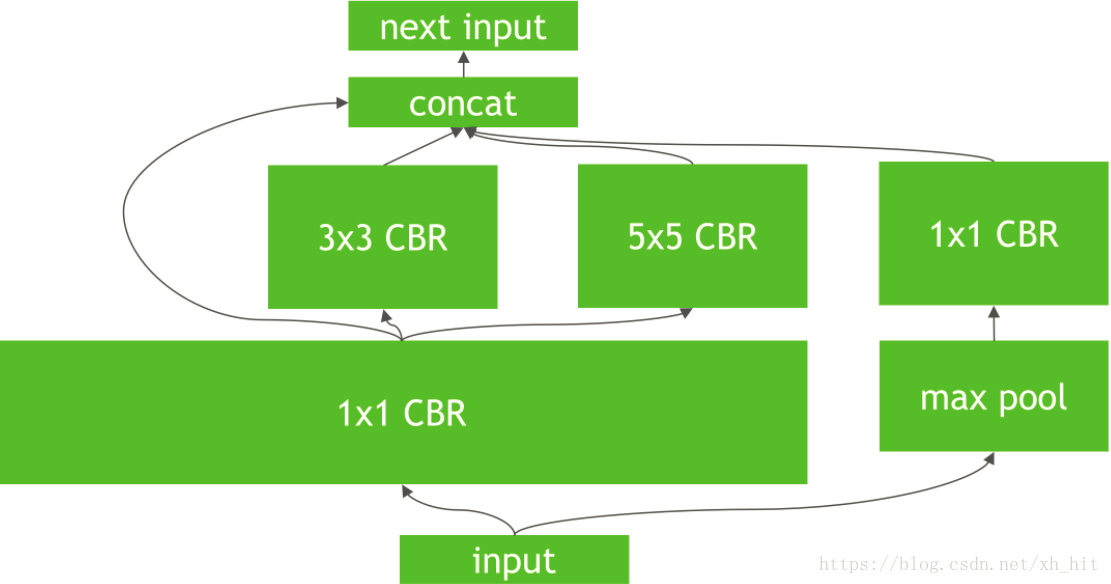 next input
concat
3x3 CBR
5x5 CBR
1x1 CBR
1x1 CBR
max pool
input
https://blog.csdn.net/xh_hit